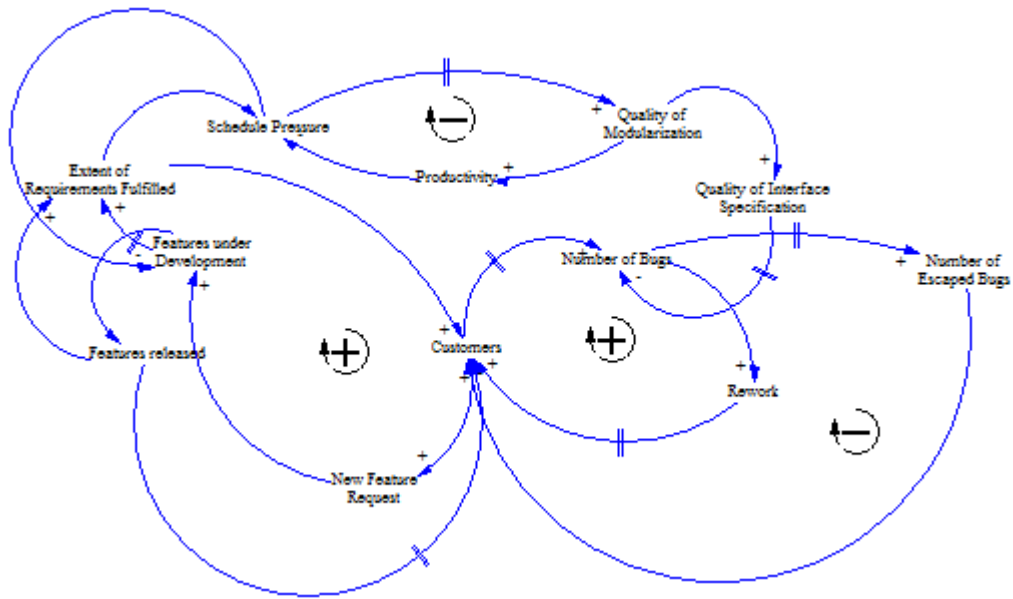 Quality of
Modularization
+
Schedule Pressure
+
Productivity
Extent of
Requirements Fulfilled
+
Quality of Interface
Specification
+
+
Features under
Development
-
+
Number of Bugs
+
-
Number of
Escaped Bugs
+
Features released
Customers
+
+
+
Rework
+
New Feature
Request
+